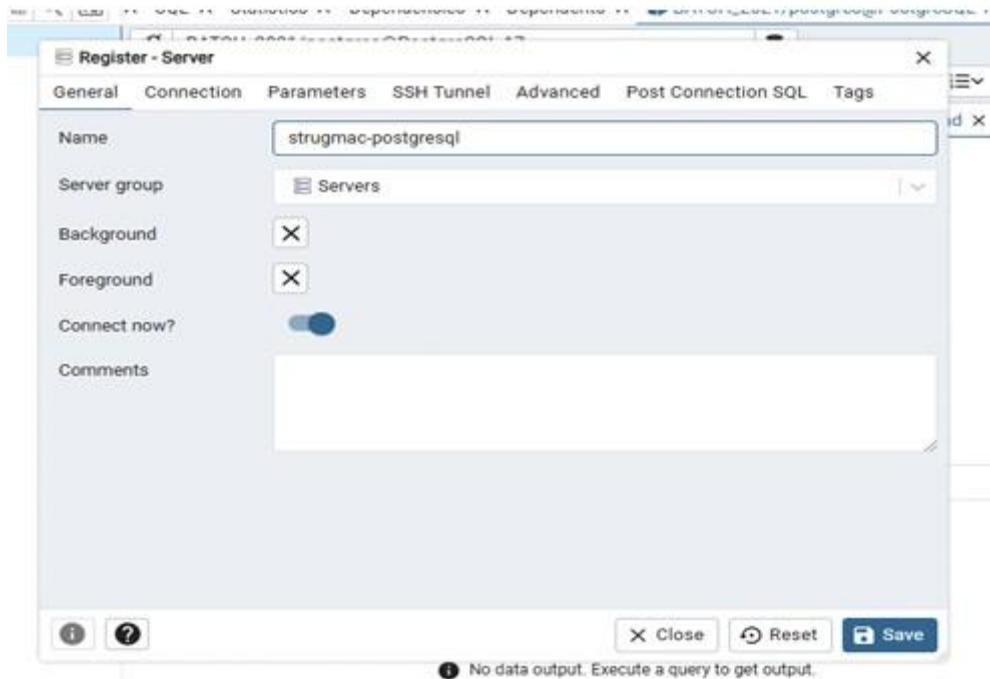 Register - Server
General Connection Parameters SSH Tunnel Advanced Post Connection SQL Tags
Name strugmac-postgresql
Server group Servers
Background
Foreground
Connect now?
Comments
Close Reset Save
No data output. Execute a query to get output.